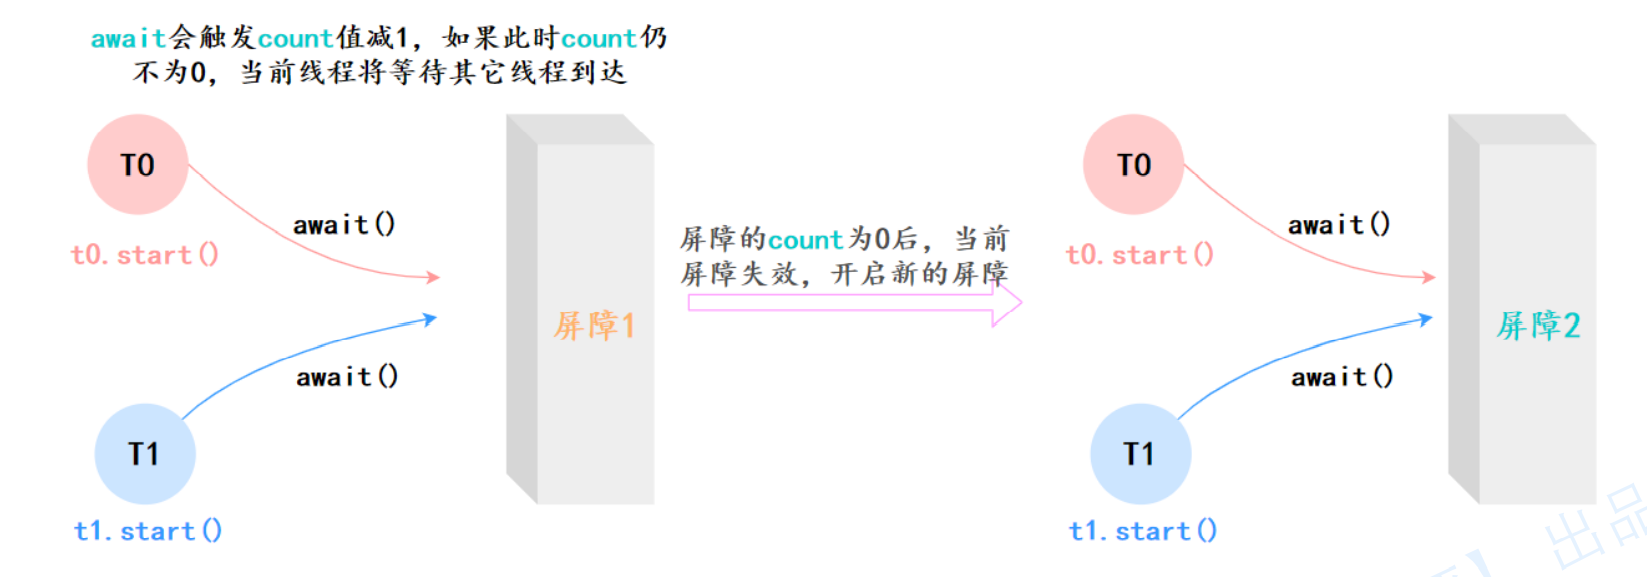 await会触发count值减1，如果此时count仍
不为0，当前线程将等待其它线程到达
T0
await()
t0.start()
屏障1
await()
T1
t1.start()
屏障的count为0后，当前
屏障失效，开启新的屏障
T0
await()
t0.start()
屏障2
await()
T1
t1.start()
】出品